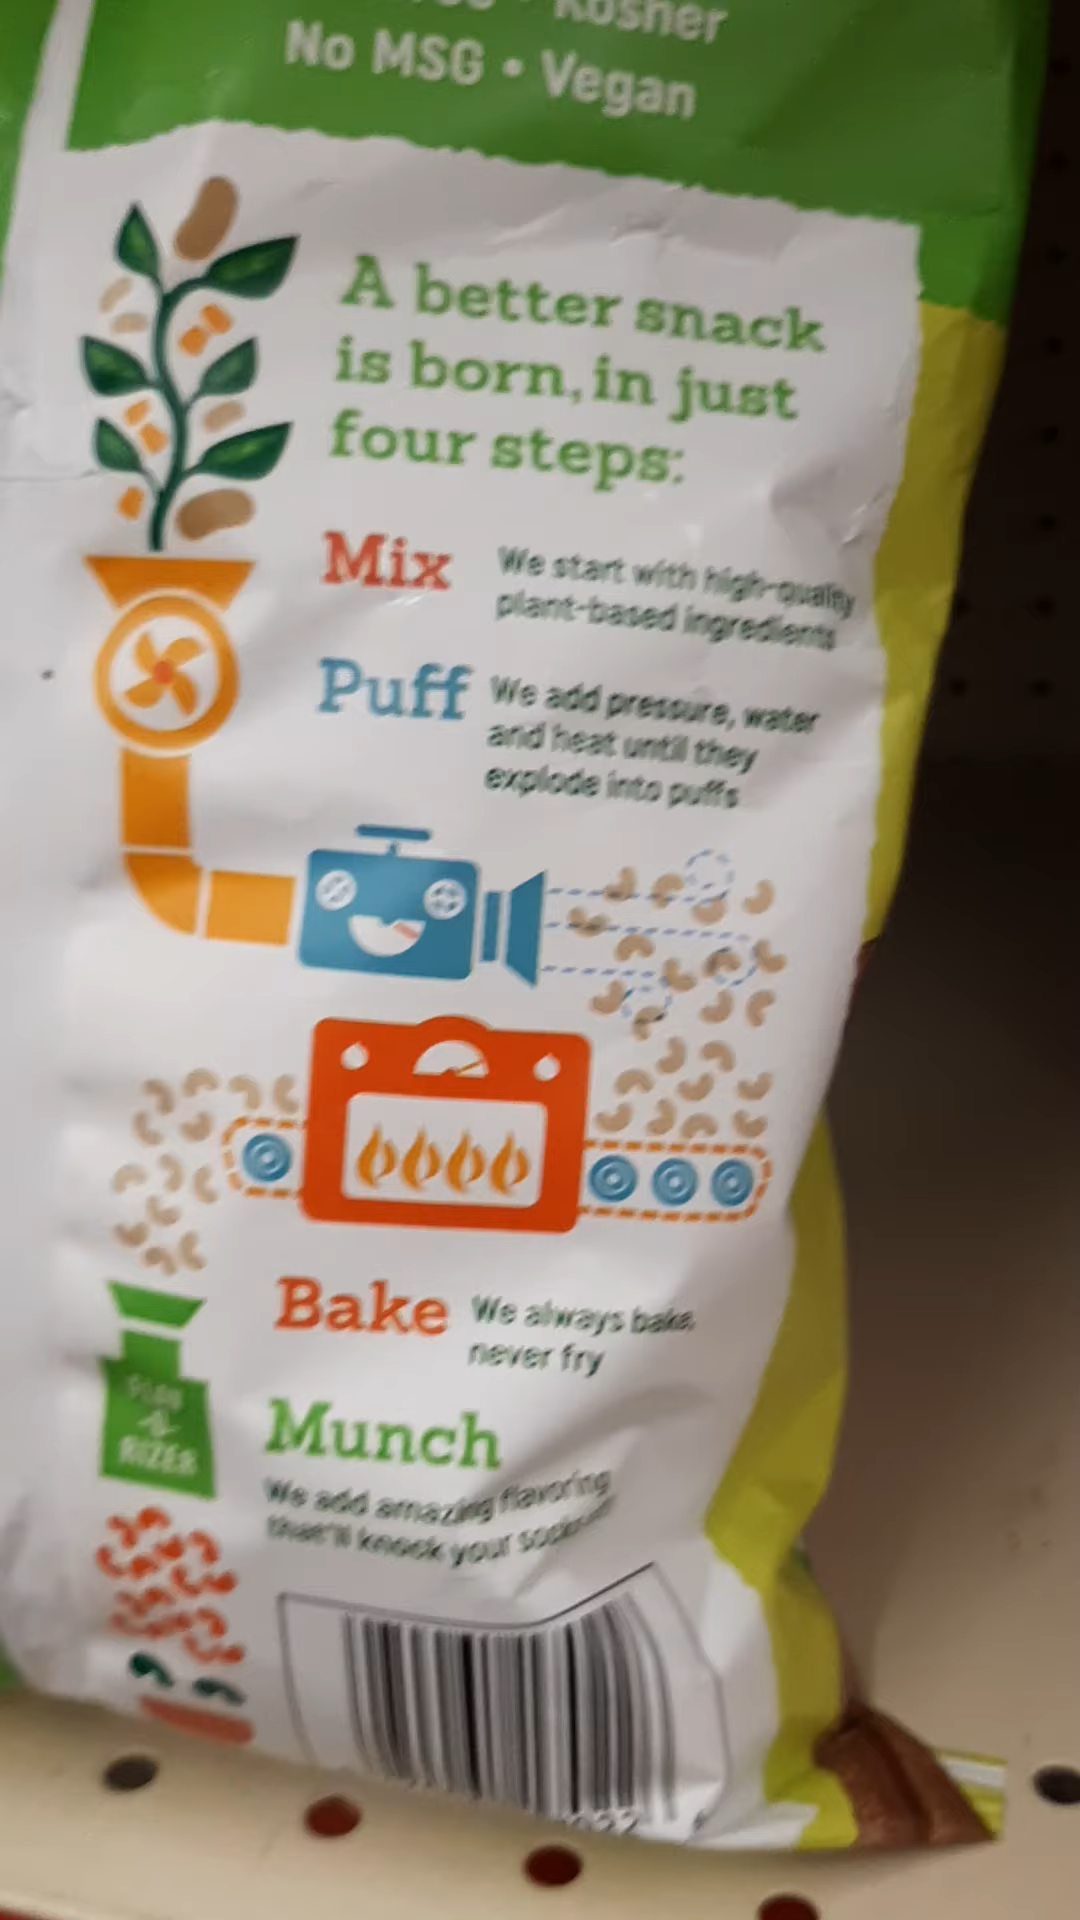 Kosher
No MSG • Vegan
A better snack
is born, in just
four steps:
Mix
We start with high-quality
plant-based ingredients
Puff
We add pressure, water
and heat until they
explode into puffs
Bake
We always bake,
never fry
RIZER
Munch
We add amazing flavoring
that'll knock your